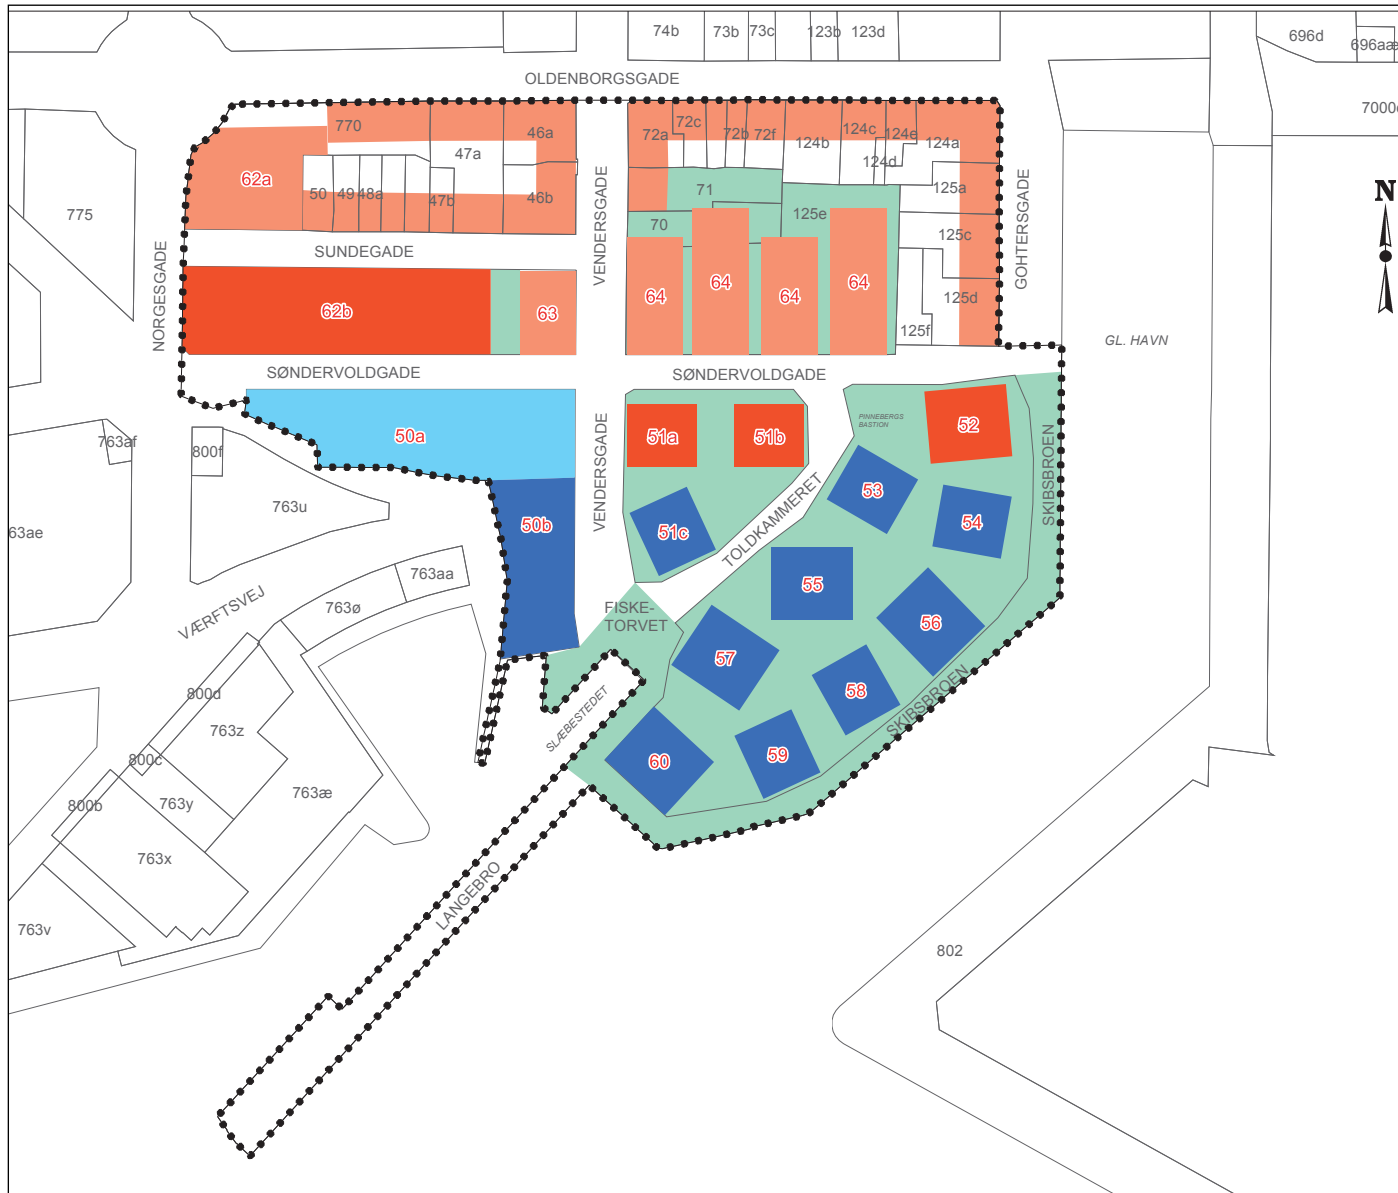 74b
73b
73c
123b
123d
696d
696aæ
OLDENBORGSGADE
7000
770
46a
47a
72a
72c
72b
72f
124b
124c
124e
124d
124a
62a
50
49
48a
47b
46b
71
125a
775
70
125e
125c
N
NORGESGADE
SUNDEGADE
VENDERSGADE
GOHTERSGADE
62b
63
64
64
64
64
125d
125f
GL. HAVN
SØNDERVOLDGADE
SØNDERVOLDGADE
763af
800f
50a
VENDERSGADE
51a
51b
PINNEBERGS
BASTION
52
SKIBSBROEN
63ae
763u
50b
51c
TOLDKAMMERET
53
54
763aa
763ø
VÆRFTSVEJ
FISKE-
TORVET
55
56
57
58
800d
763z
SLÆBESTEDET
SKIBSBROEN
800c
763y
763æ
60
59
800b
763x
LANGEBRO
763v
802